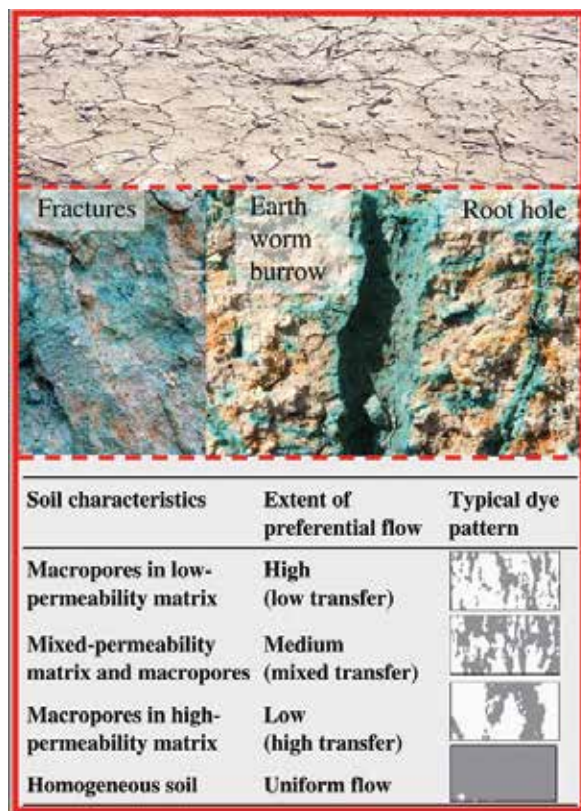 Fractures
Earth
worm
burrow
Root hole
Soil characteristics
Extent of
preferential flow
Typical dye
pattern
Macropores in low-
permeability matrix
High
(low transfer)
Mixed-permeability
matrix and macropores
Medium
(mixed transfer)
Macropores in high-
permeability matrix
Low
(high transfer)
Homogeneous soil
Uniform flow